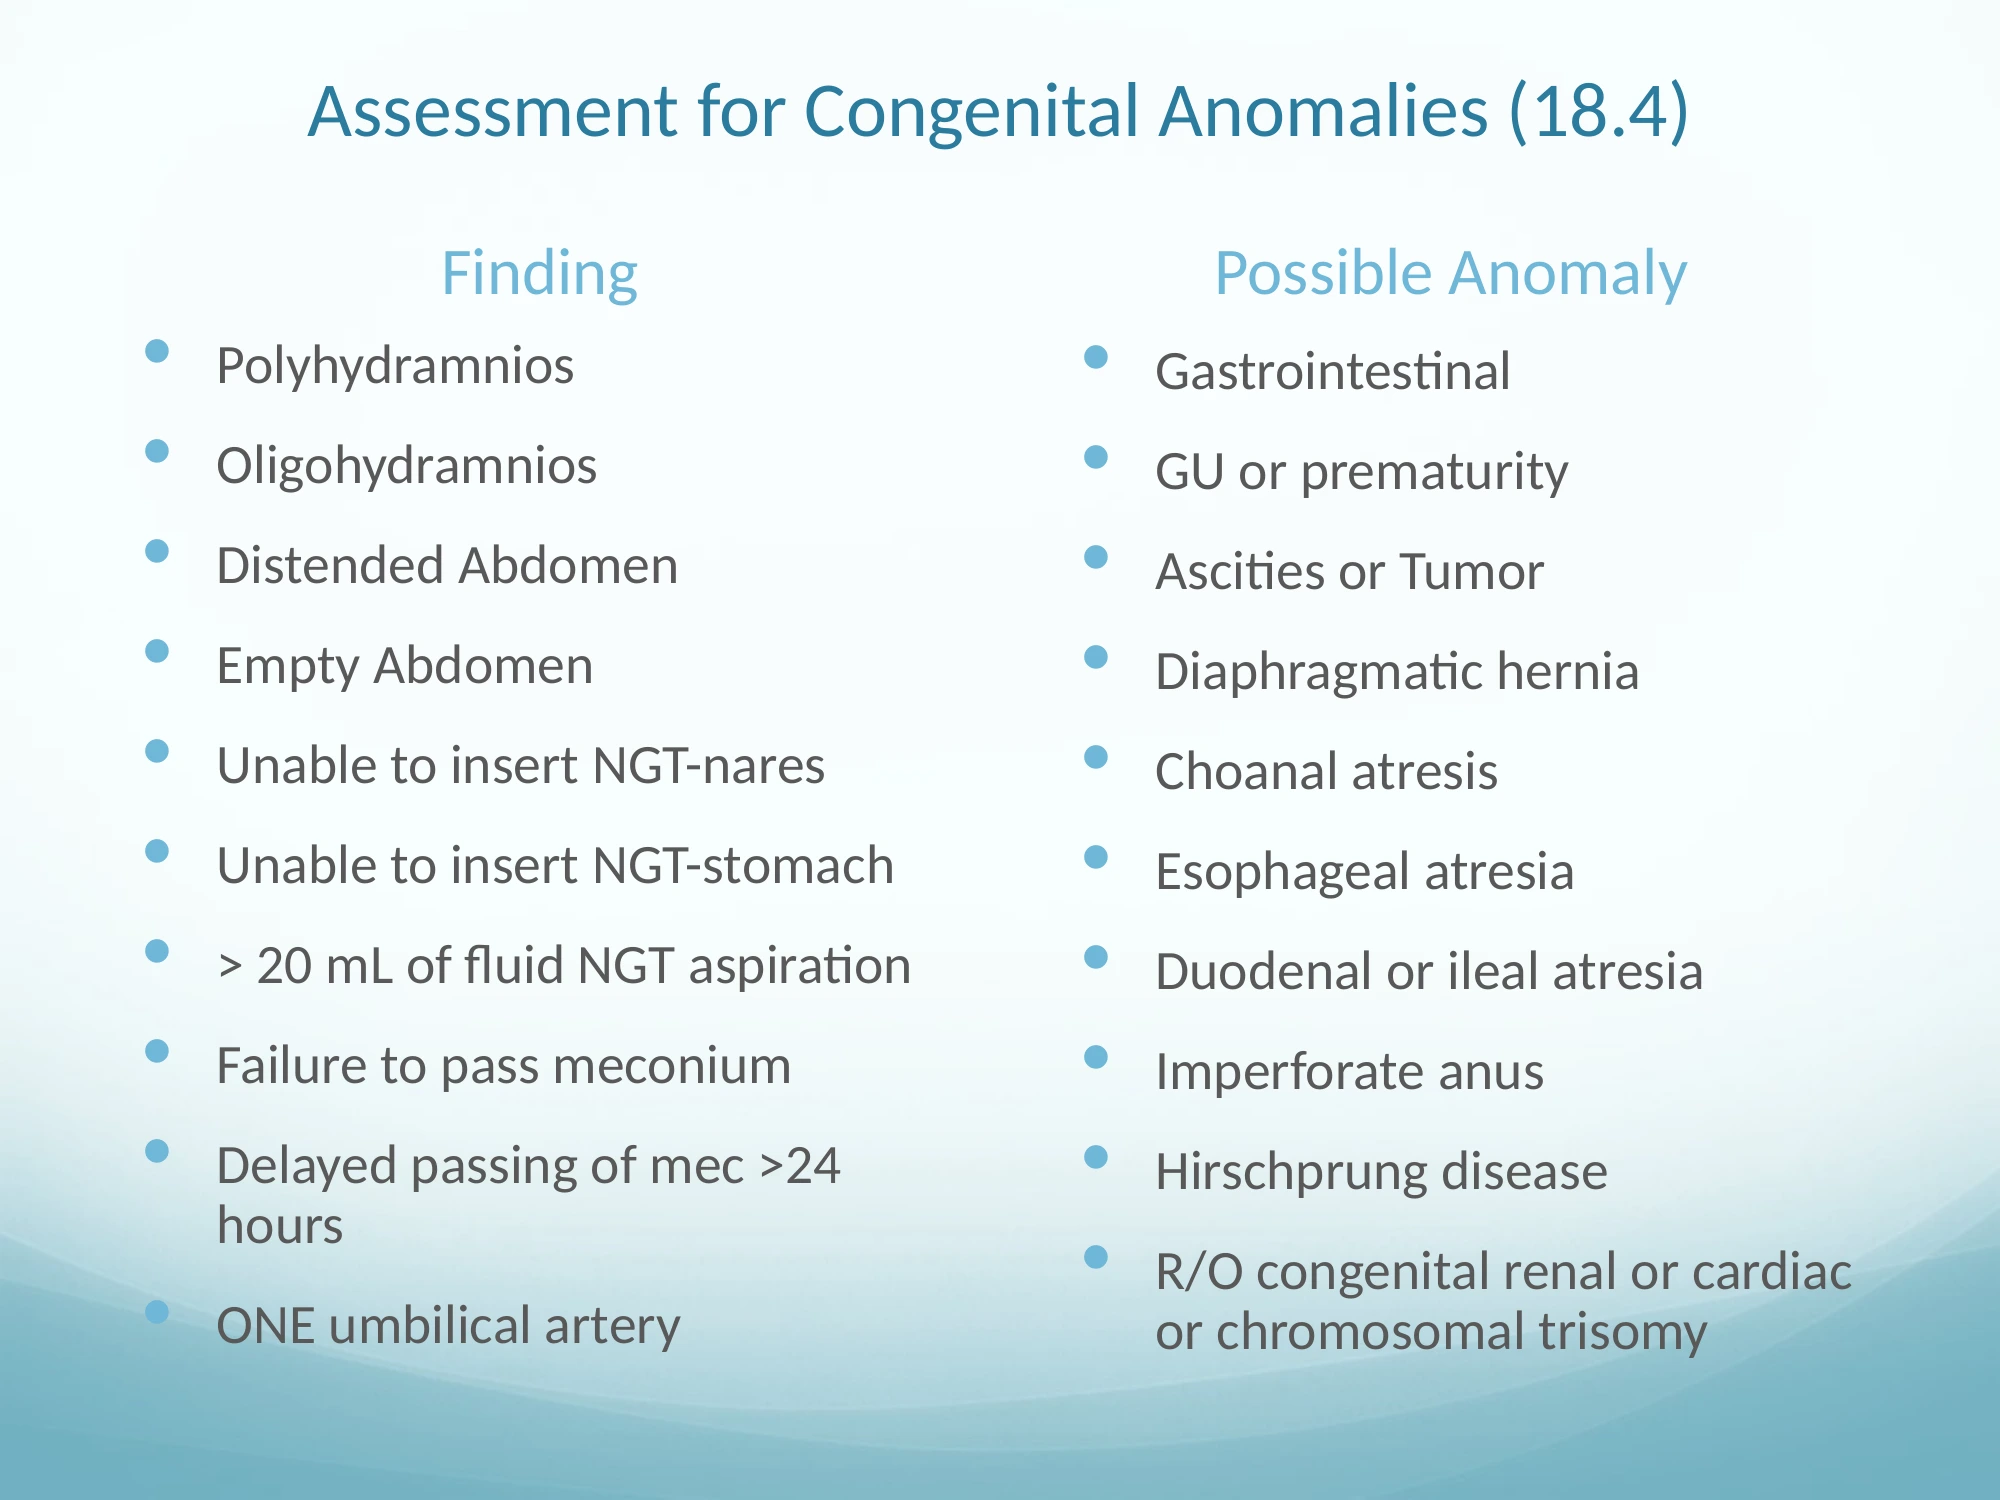 Assessment for Congenital Anomalies (18.4)
Finding
• Polyhydramnios
• Oligohydramnios
• Distended Abdomen
• Empty Abdomen
• Unable to insert NGT-nares
• Unable to insert NGT-stomach
• > 20 mL of fluid NGT aspiration
• Failure to pass meconium
• Delayed passing of mec >24
hours
• ONE umbilical artery
Possible Anomaly
• Gastrointestinal
• GU or prematurity
• Ascities or Tumor
• Diaphragmatic hernia
• Choanal atresis
• Esophageal atresia
• Duodenal or ileal atresia
• Imperforate anus
• Hirschprung disease
• R/O congenital renal or cardiac
or chromosomal trisomy